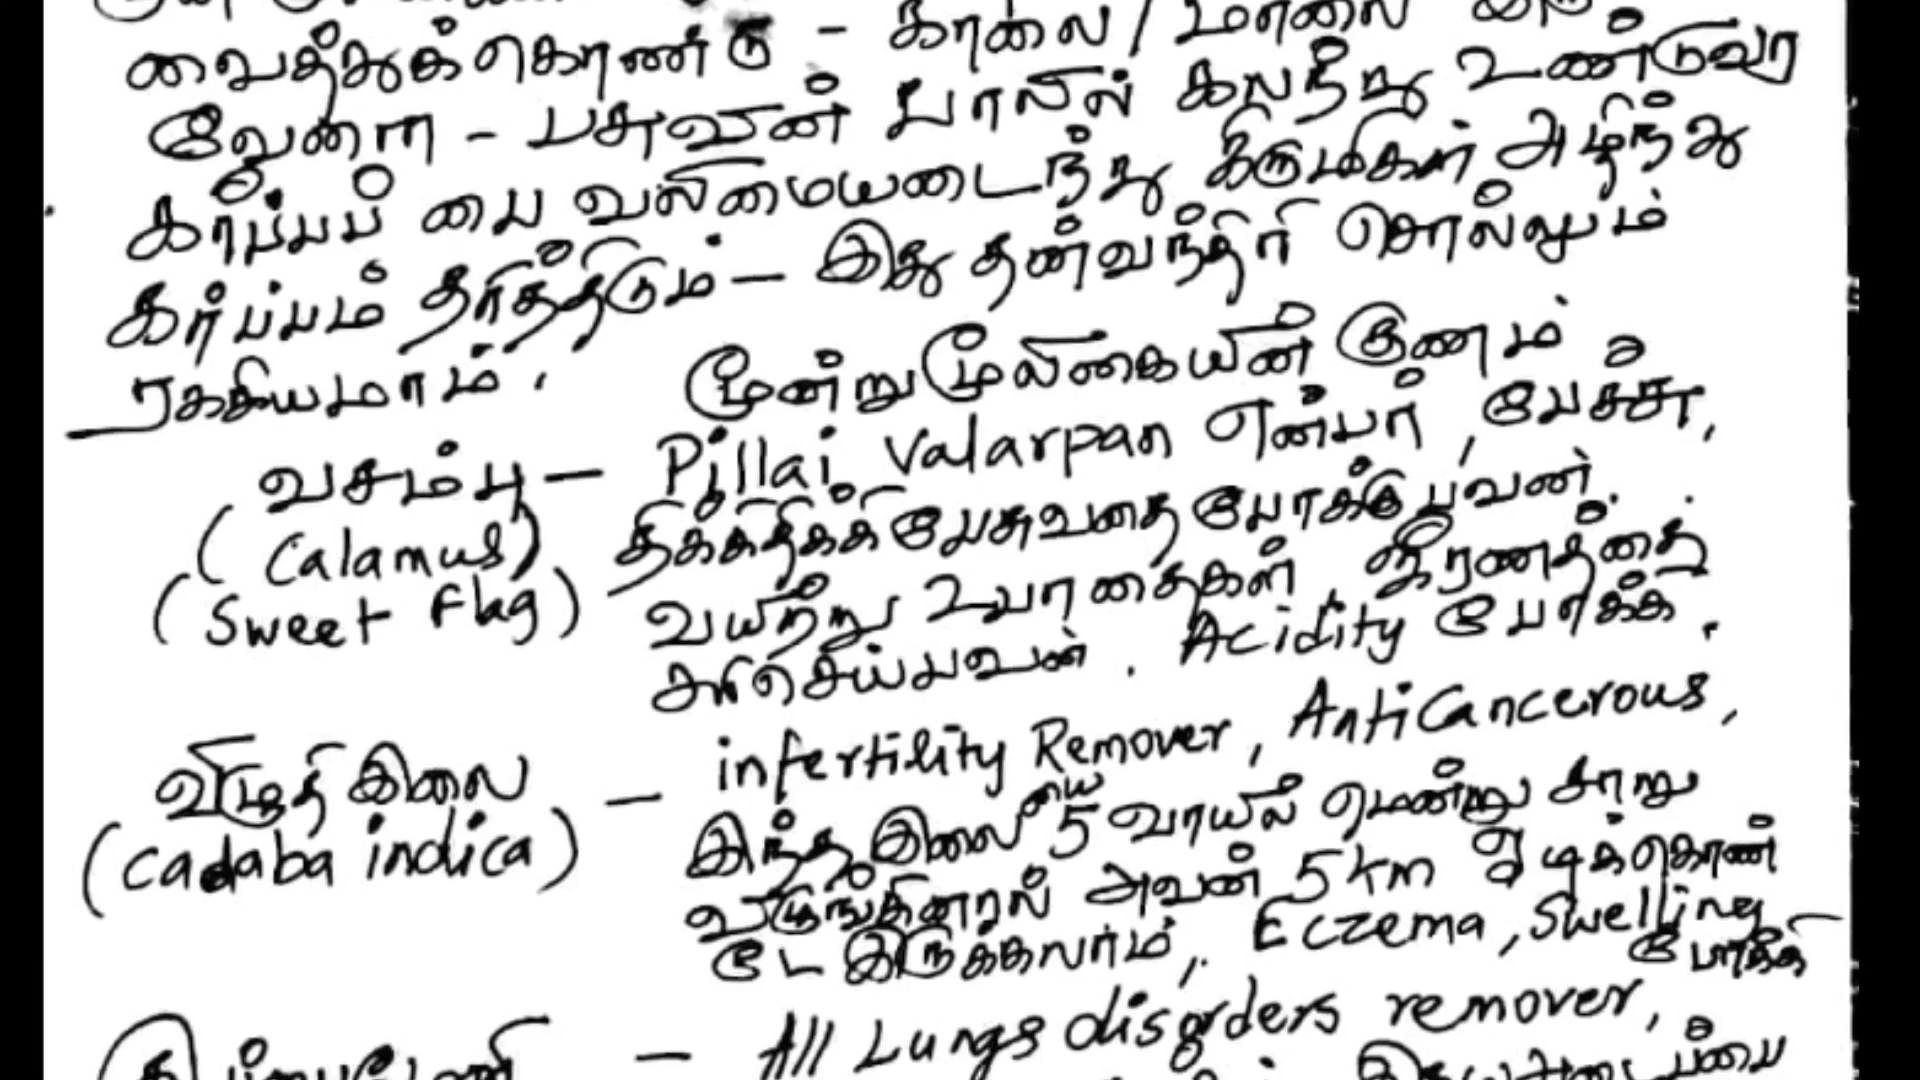 வைத்துக்கொண்டு - காலை / மாலை இரு
வேளை - பசுவின் பாலில் கலந்து உண்டுவர
கர்ப்பப் பை வலிமையடைந்து கிருமிகள் அழிந்து
கர்ப்பம் தரித்திடும் - இது தன்வந்திரி சொல்லும்
ரகசியமாம்.
மூன்று மூலிகையின் குணம்
வசம்பு - Pillai Valarpan என்பர், பேச்சு,
(Calamus) திக்கிதிக்கி பேசுவதை போக்குபவன்.
(Sweet Flag) வயிற்று உபாதைகள், ஜீரணத்தை
சரிசெய்பவன். Acidity போக்க.
விழுதி இலை - infertility Remover, AntiCancerous,
(Cadaba indica) இந்த இலையை 5 வாயில் மென்று சாறு
விழுங்கினால் அவன் 5 km ஓடிக்கொண்
டே இருக்கலாம், Eczema, Swelling
போக்கி
- All Lungs disorders remover,